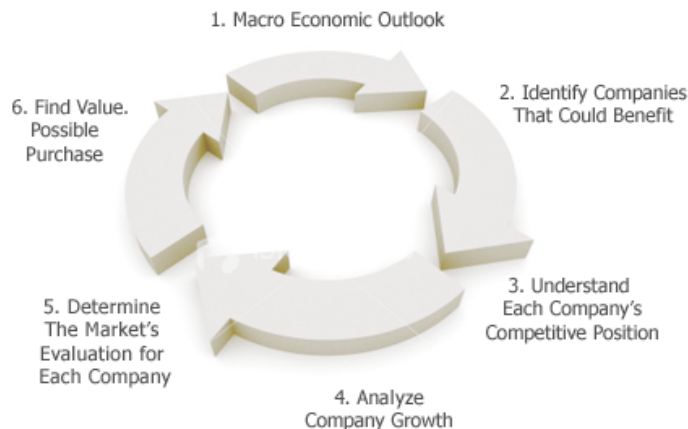 1. Macro Economic Outlook
2. Identify Companies
That Could Benefit
3. Understand
Each Company's
Competitive Position
4. Analyze
Company Growth
5. Determine
The Market's
Evaluation for
Each Company
6. Find Value.
Possible
Purchase